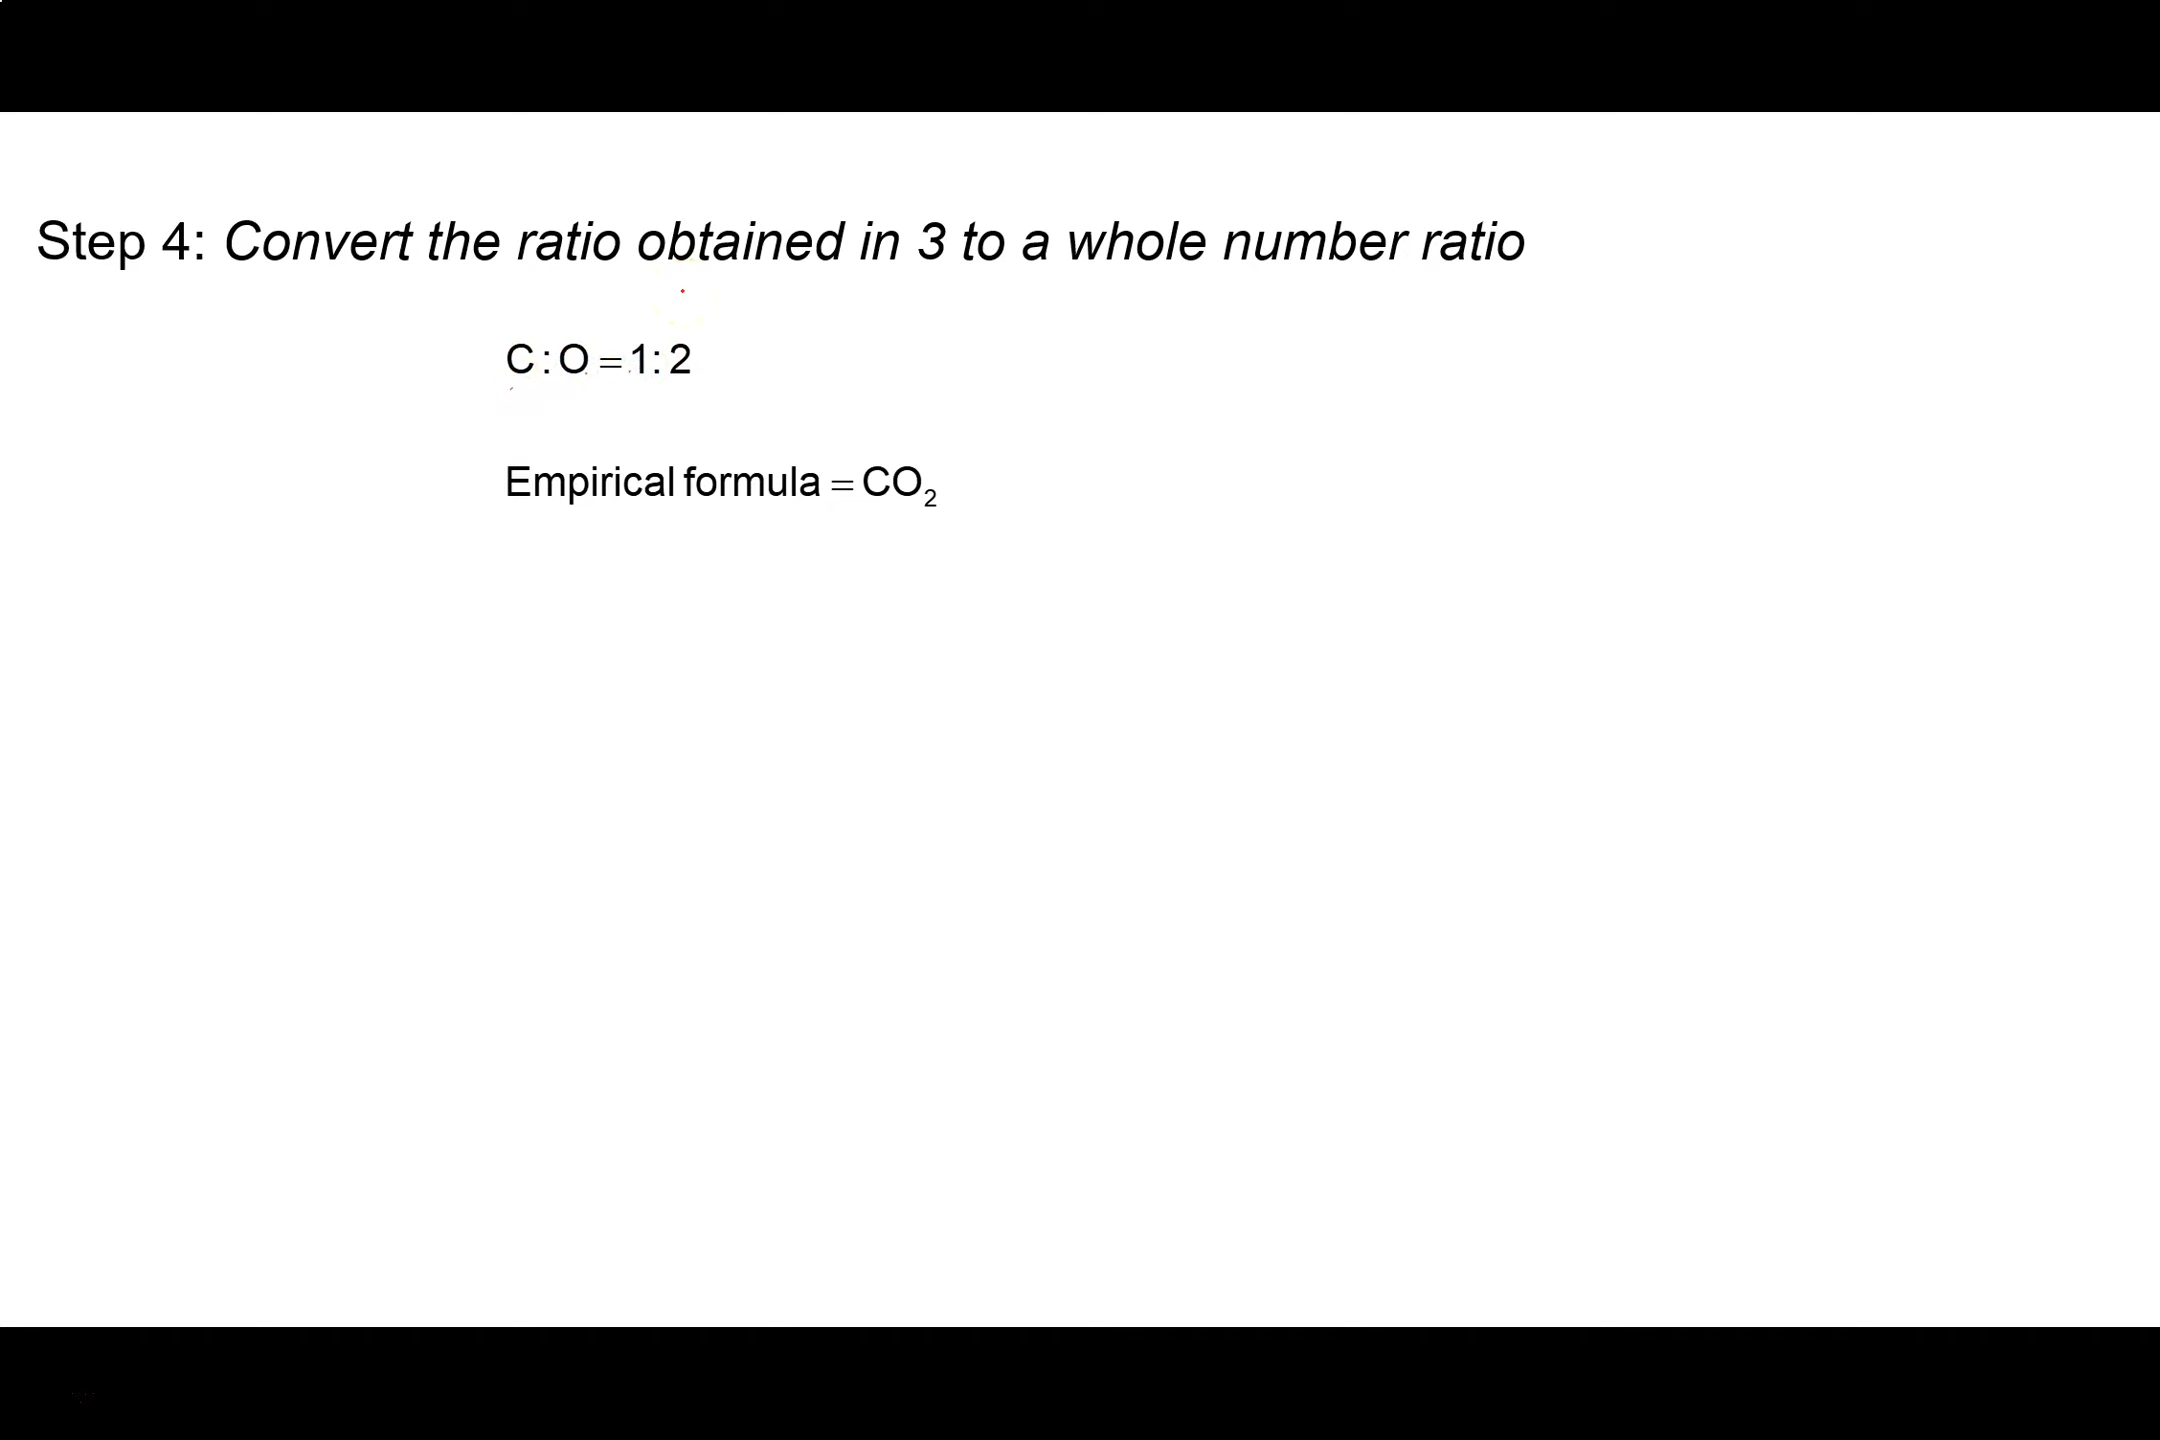 Step 4: Convert the ratio obtained in 3 to a whole number ratio
C : O = 1 : 2
Empirical formula = CO₂